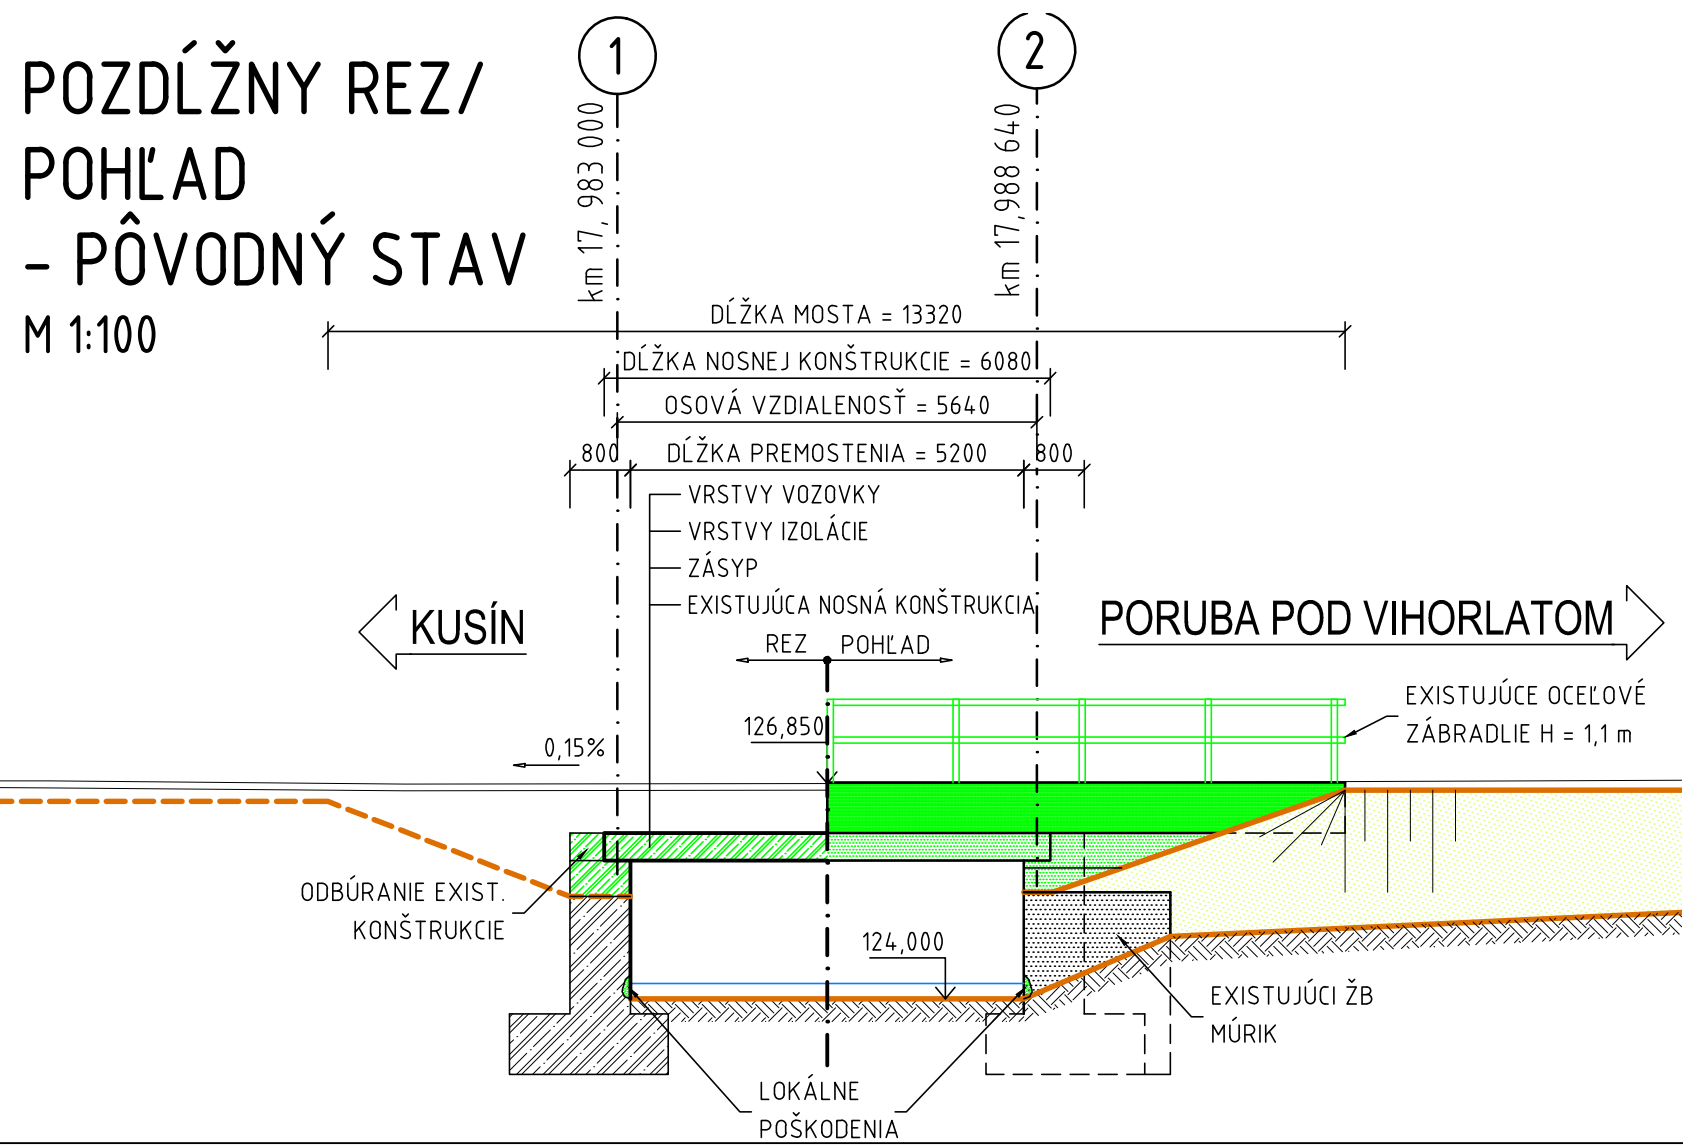 POZDĹŽNY REZ/
POHĽAD
- PÔVODNÝ STAV
M 1:100
1
2
km 17, 983 000
km 17,988 640
DĹŽKA MOSTA = 13320
DĹŽKA NOSNEJ KONŠTRUKCIE = 6080
OSOVÁ VZDIALENOSŤ = 5640
800
DĹŽKA PREMOSTENIA = 5200
800
VRSTVY VOZOVKY
VRSTVY IZOLÁCIE
ZÁSYP
EXISTUJÚCA NOSNÁ KONŠTRUKCIA
KUSÍN
PORUBA POD VIHORLATOM
REZ
POHĽAD
EXISTUJÚCE OCEĽOVÉ
ZÁBRADLIE H = 1,1 m
126,850
0,15%
ODBÚRANIE EXIST.
KONŠTRUKCIE
124,000
EXISTUJÚCI ŽB
MÚRIK
LOKÁLNE
POŠKODENIA